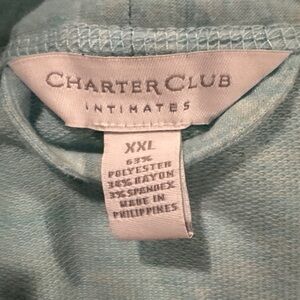 CHARTER CLUB
INTIMATES
XXL
63%
POLYESTER
34% RAYON
3% SPANDEX
MADE IN
PHILIPPINES